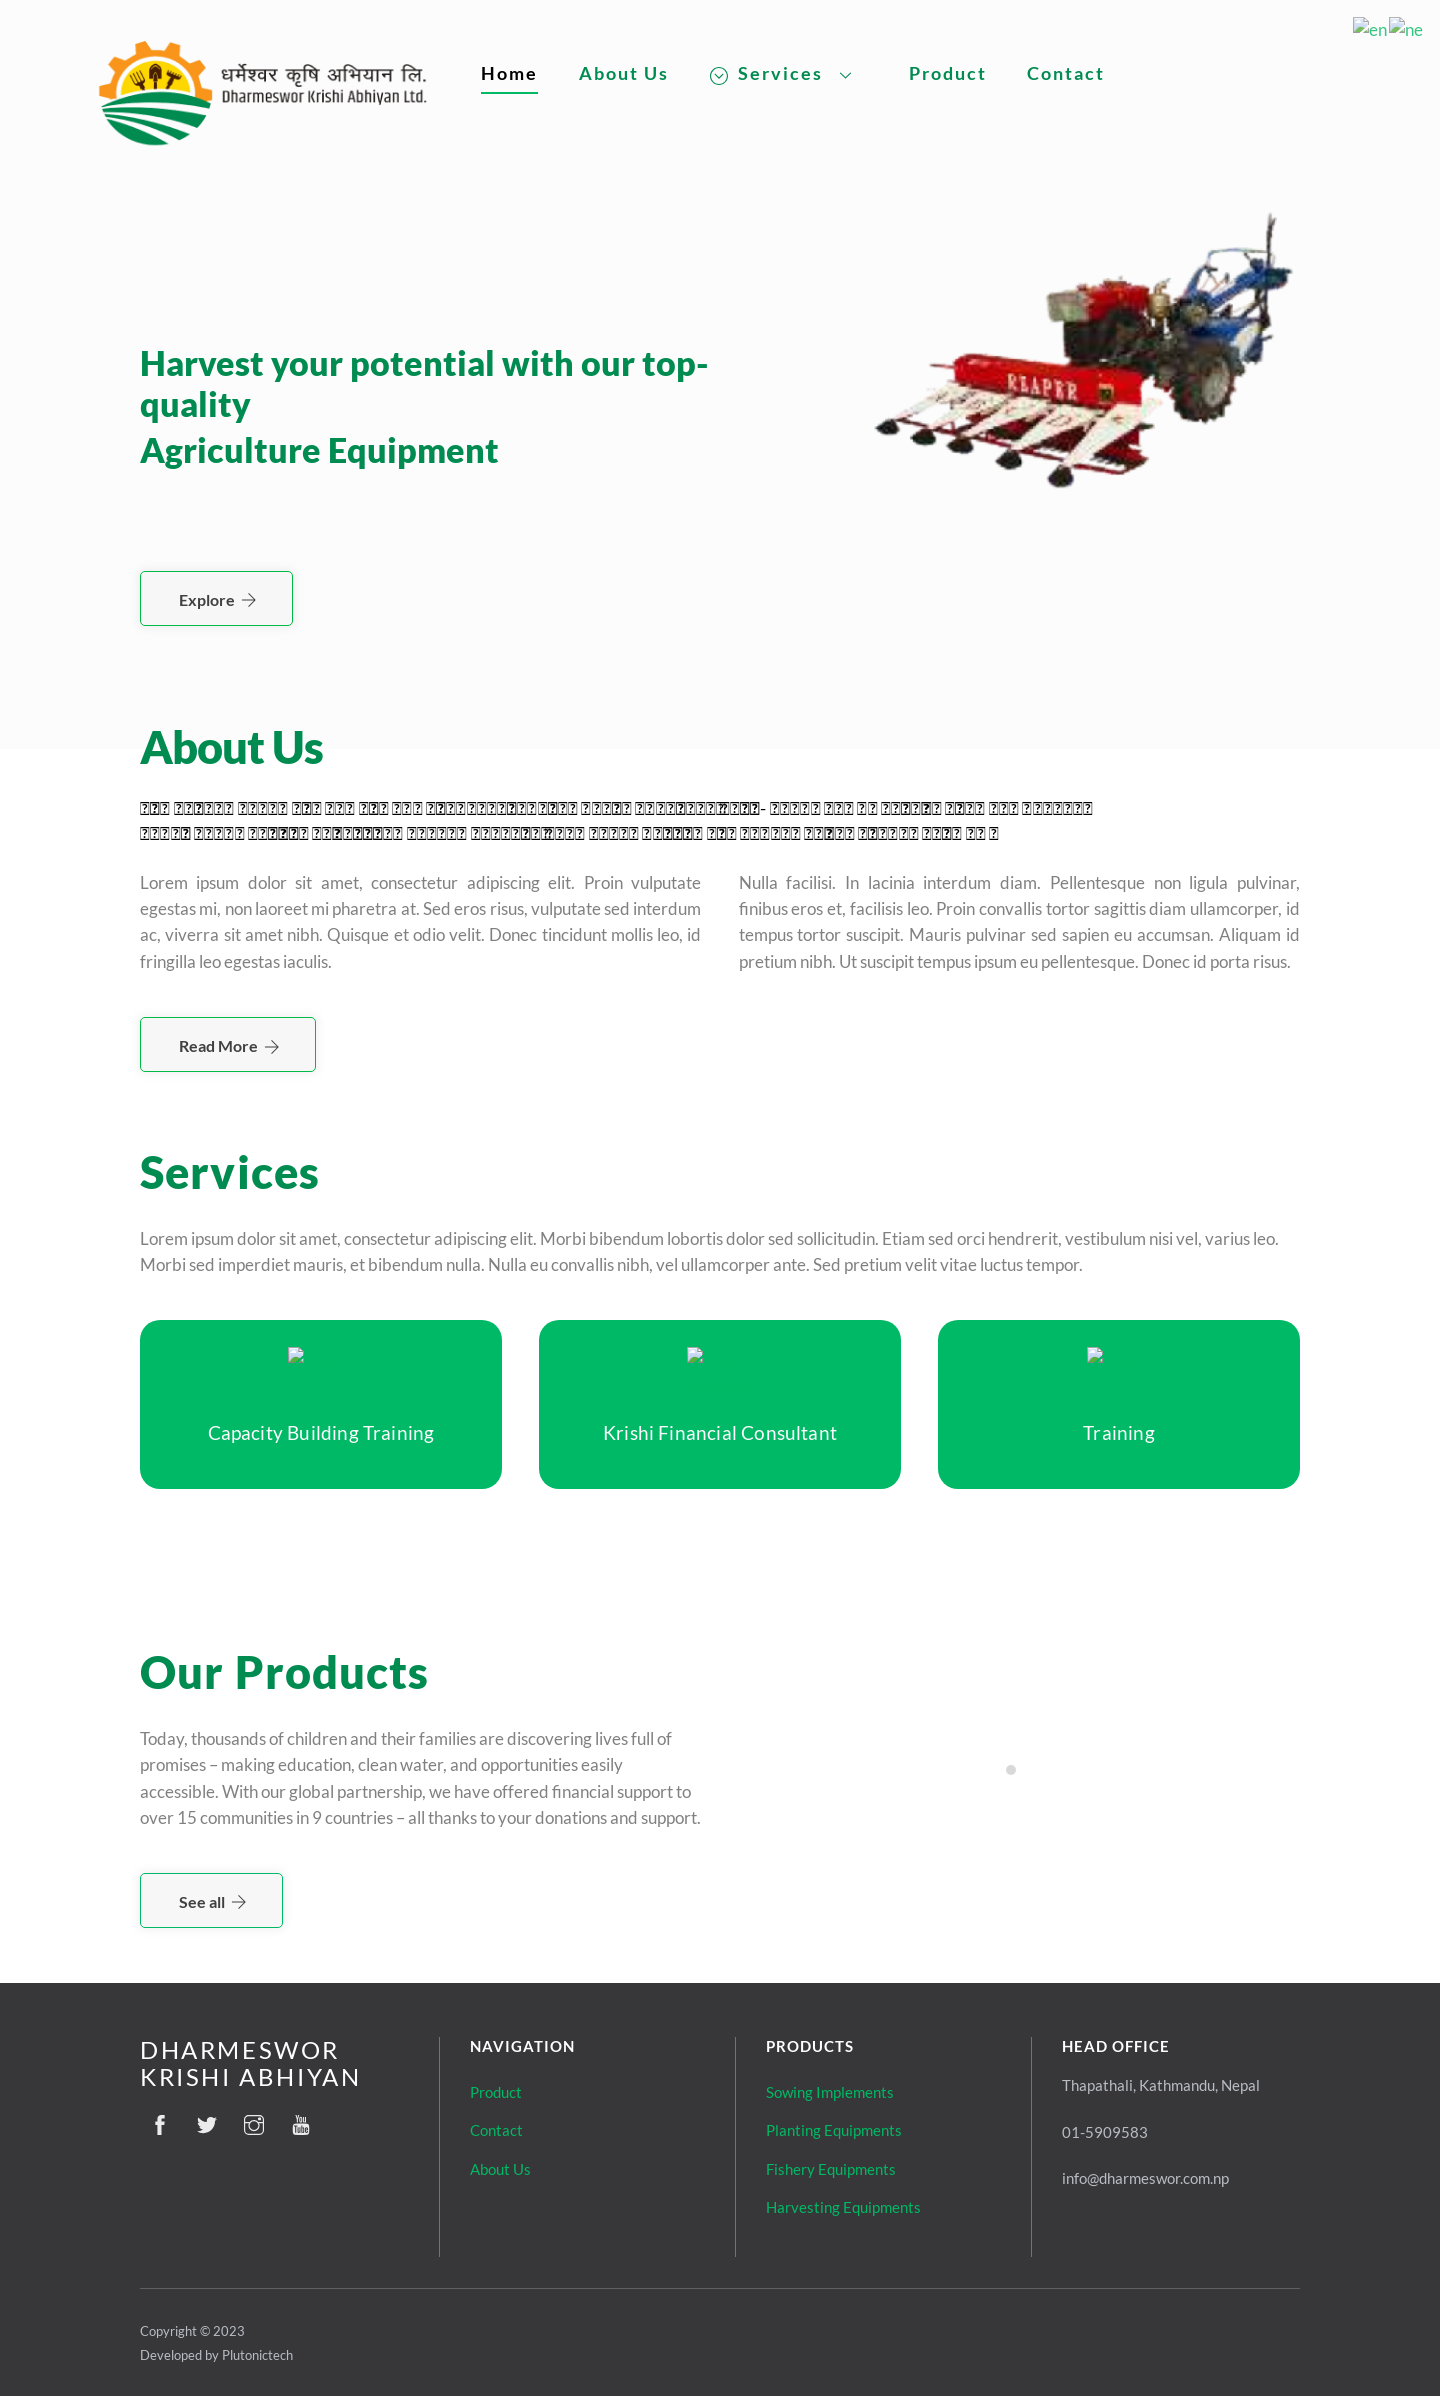 en ne
धर्मेश्वर कृषि अभियान लि.
Dharmeswor Krishi Abhiyan Ltd.
Home About Us Services Product Contact
REAPER
Harvest your potential with our top-
quality
Agriculture Equipment
Explore
About Us
Lorem ipsum dolor sit amet, consectetur adipiscing elit. Proin vulputate
egestas mi, non laoreet mi pharetra at. Sed eros risus, vulputate sed interdum
ac, viverra sit amet nibh. Quisque et odio velit. Donec tincidunt mollis leo, id
fringilla leo egestas iaculis.
Nulla facilisi. In lacinia interdum diam. Pellentesque non ligula pulvinar,
finibus eros et, facilisis leo. Proin convallis tortor sagittis diam ullamcorper, id
tempus tortor suscipit. Mauris pulvinar sed sapien eu accumsan. Aliquam id
pretium nibh. Ut suscipit tempus ipsum eu pellentesque. Donec id porta risus.
Read More
Services
Lorem ipsum dolor sit amet, consectetur adipiscing elit. Morbi bibendum lobortis dolor sed sollicitudin. Etiam sed orci hendrerit, vestibulum nisi vel, varius leo.
Morbi sed imperdiet mauris, et bibendum nulla. Nulla eu convallis nibh, vel ullamcorper ante. Sed pretium velit vitae luctus tempor.
Capacity Building Training
Krishi Financial Consultant
Training
Our Products
Today, thousands of children and their families are discovering lives full of
promises – making education, clean water, and opportunities easily
accessible. With our global partnership, we have offered financial support to
over 15 communities in 9 countries – all thanks to your donations and support.
See all
DHARMESWOR
KRISHI ABHIYAN
You
Tube
NAVIGATION
Product
Contact
About Us
PRODUCTS
Sowing Implements
Planting Equipments
Fishery Equipments
Harvesting Equipments
HEAD OFFICE
Thapathali, Kathmandu, Nepal
01-5909583
info@dharmeswor.com.np
Copyright © 2023
Developed by Plutonictech